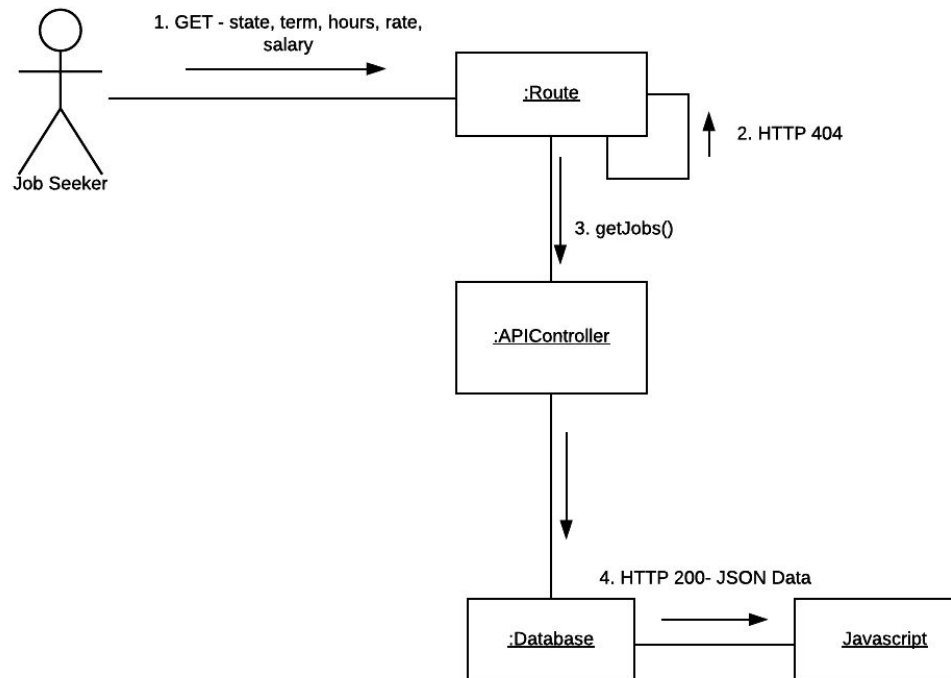 1. GET - state, term, hours, rate,
salary
:Route
2. HTTP 404
Job Seeker
3. getJobs()
:APIController
4. HTTP 200- JSON Data
:Database
Javascript